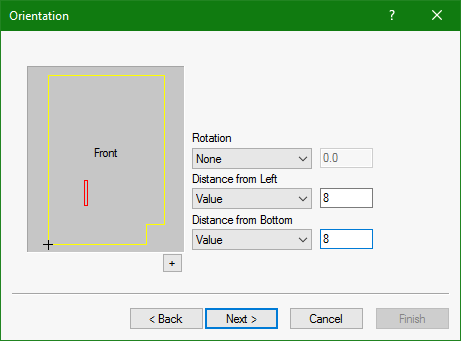 Orientation
?
Front
Rotation
None
0.0
Distance from Left
Value
8
Distance from Bottom
Value
8
+
< Back
Next >
Cancel
Finish